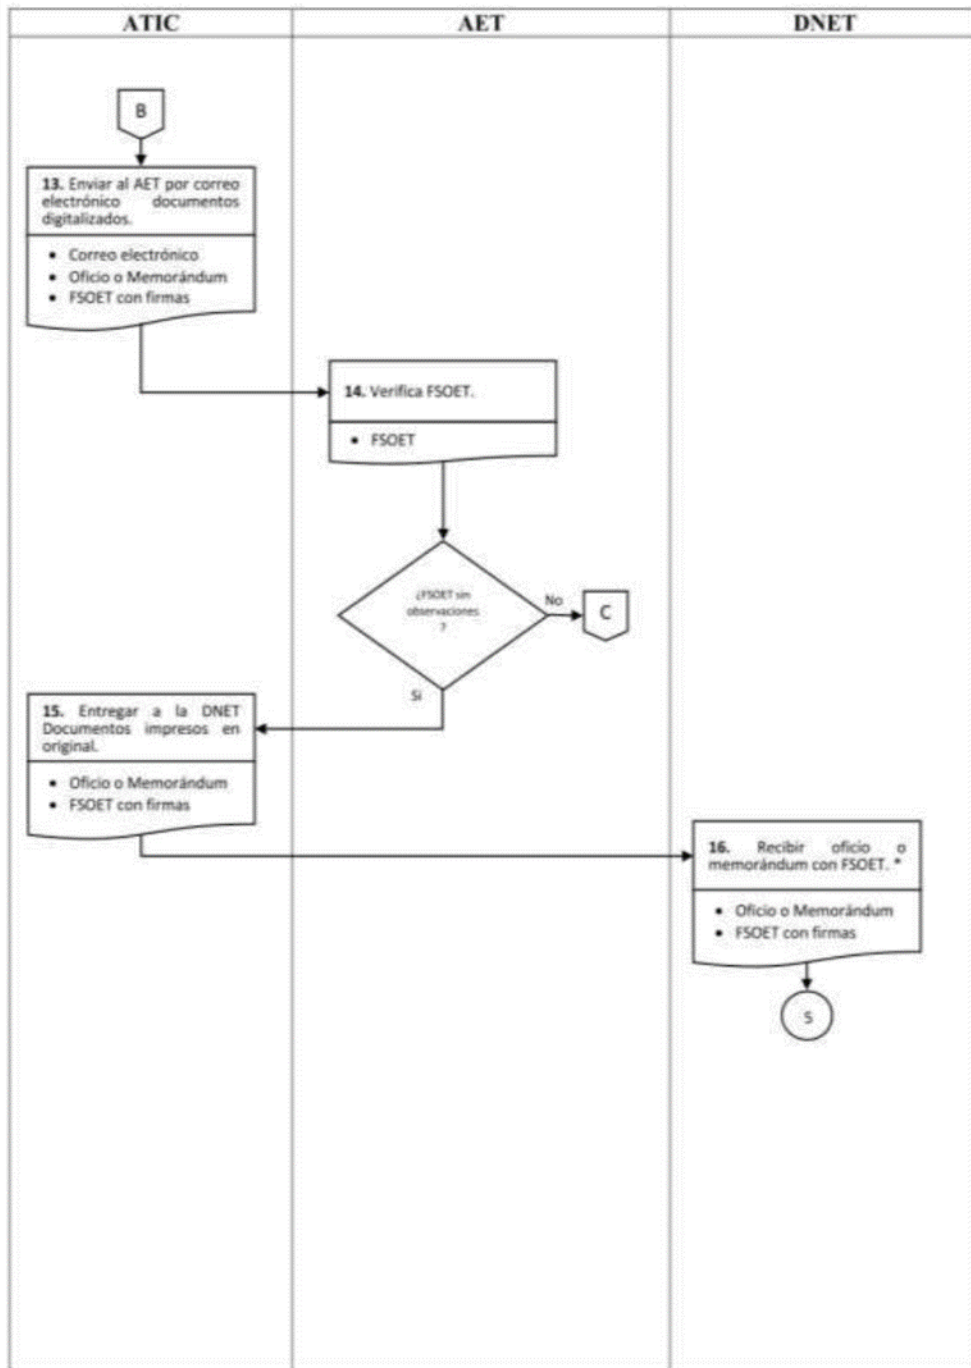 ATIC
AET
DNET
B
13. Enviar al AET por correo
electrónico documentos
digitalizados.
• Correo electrónico
• Oficio o Memorándum
• FSOET con firmas
14. Verifica FSOET.
• FSOET
¿FSOET sin
observaciones
?
No
C
Si
15. Entregar a la DNET
Documentos impresos en
original.
• Oficio o Memorándum
• FSOET con firmas
16. Recibir oficio o
memorándum con FSOET. *
• Oficio o Memorándum
• FSOET con firmas
5